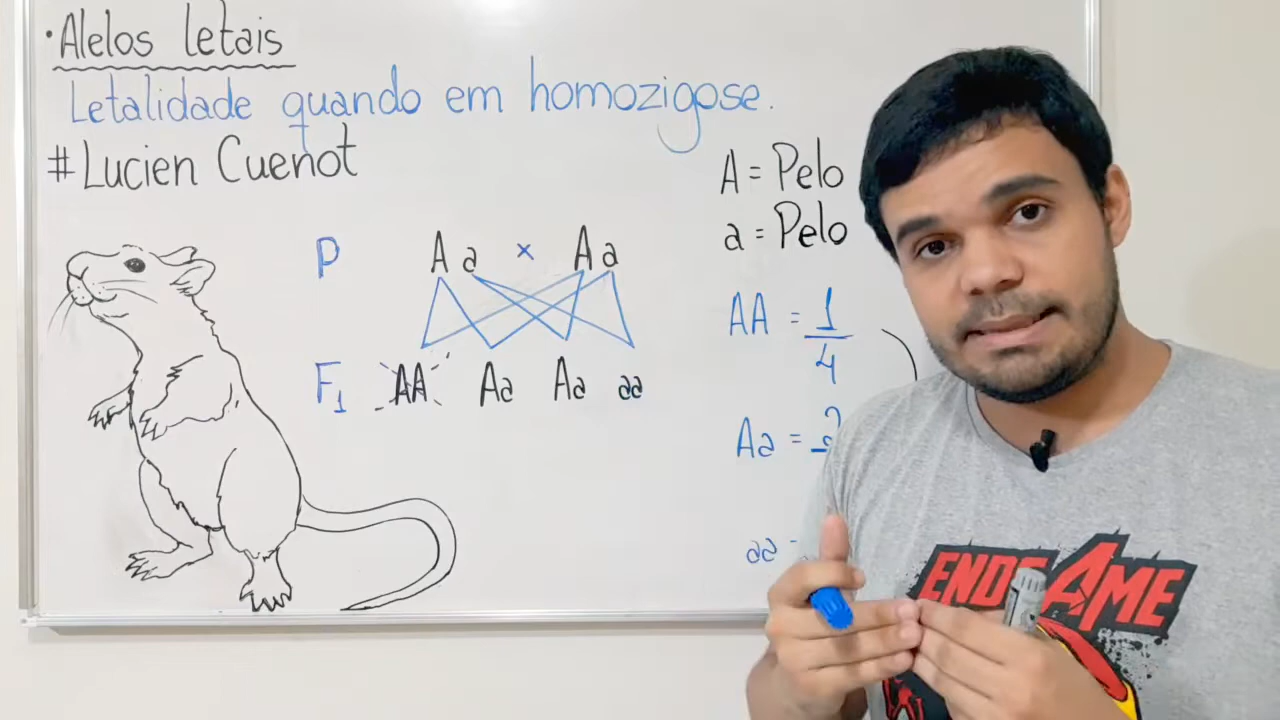 • Alelos letais
Letalidade quando em homozigose.
# Lucien Cuenot
A = Pelo
a = Pelo
P Aa × Aa
F1 AA Aa Aa aa
AA = 1/4
Aa = 2
aa =
ENDGAME